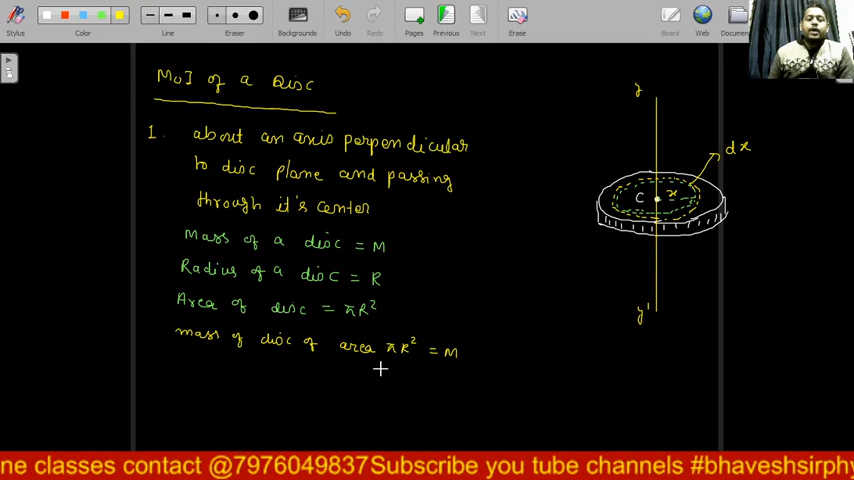 Stylus
Color
Line
Eraser
Backgrounds
Undo
Pages
Previous
Next
Erase
Board
Web
Documen
MoI of a Disc
1. about an axis perpendicular
to disc plane and passing
through it's center
Mass of a disc = M
Radius of a disc = R
Area of disc = πR²
mass of disc of area πR² = M
y
dx
C
x
y'
ne classes contact @7976049837Subscribe you tube channels #bhaveshsirphy